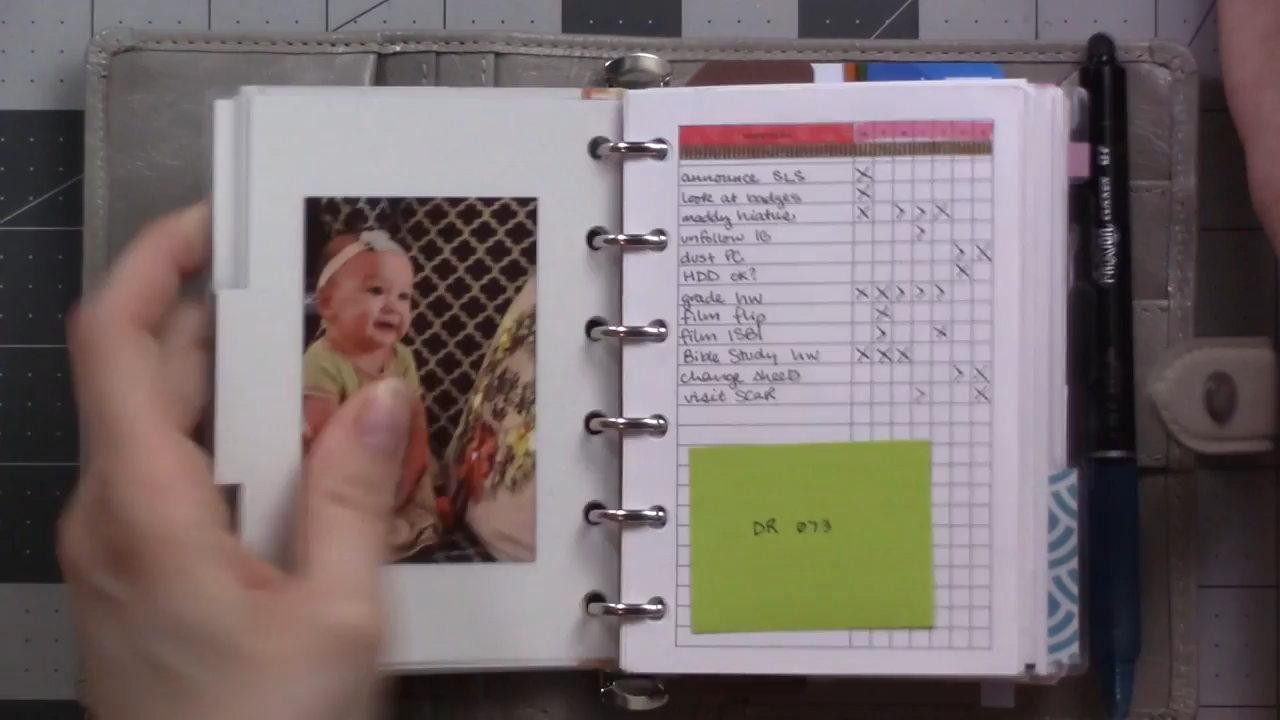 announce SLS X
look at badges X
maddy hiatus X > > X
unfollow IG >
dust PC > X
HDD ok? X
grade hw X X > > >
film flip X
film ISBI > X
Bible Study hw X X X
change sheets > X
visit SCAR > X
DR 073